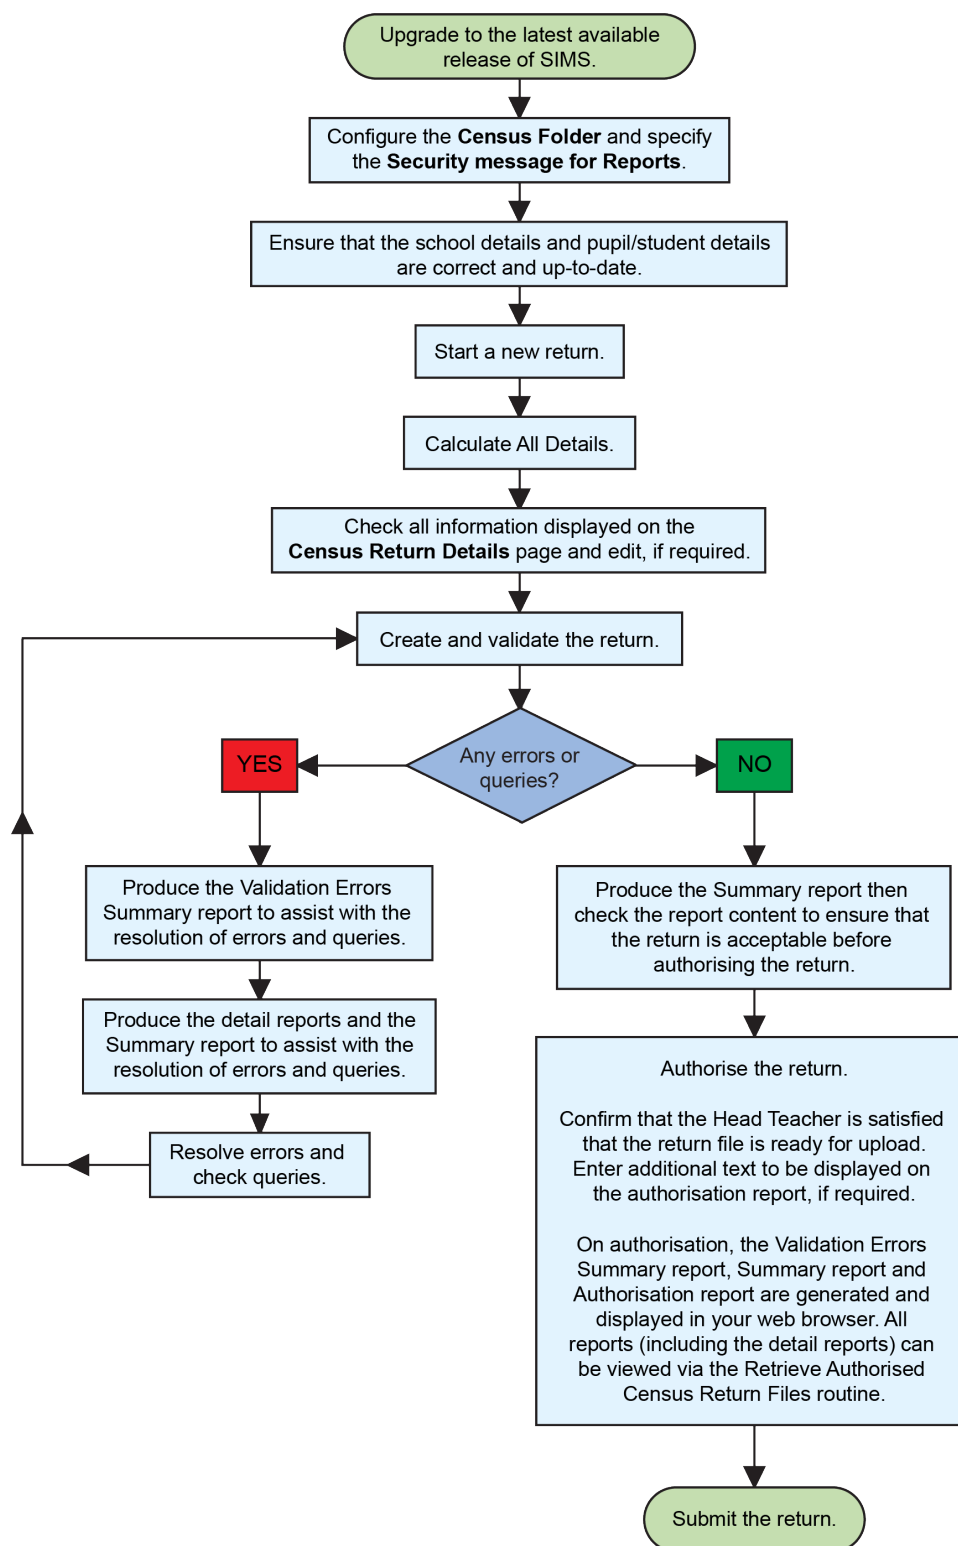 Upgrade to the latest available
release of SIMS.
Configure the Census Folder and specify
the Security message for Reports.
Ensure that the school details and pupil/student details
are correct and up-to-date.
Start a new return.
Calculate All Details.
Check all information displayed on the
Census Return Details page and edit, if required.
Create and validate the return.
Any errors or
queries?
YES
NO
Produce the Validation Errors
Summary report to assist with the
resolution of errors and queries.
Produce the detail reports and the
Summary report to assist with the
resolution of errors and queries.
Resolve errors and
check queries.
Produce the Summary report then
check the report content to ensure that
the return is acceptable before
authorising the return.
Authorise the return.
Confirm that the Head Teacher is satisfied
that the return file is ready for upload.
Enter additional text to be displayed on
the authorisation report, if required.
On authorisation, the Validation Errors
Summary report, Summary report and
Authorisation report are generated and
displayed in your web browser. All
reports (including the detail reports) can
be viewed via the Retrieve Authorised
Census Return Files routine.
Submit the return.